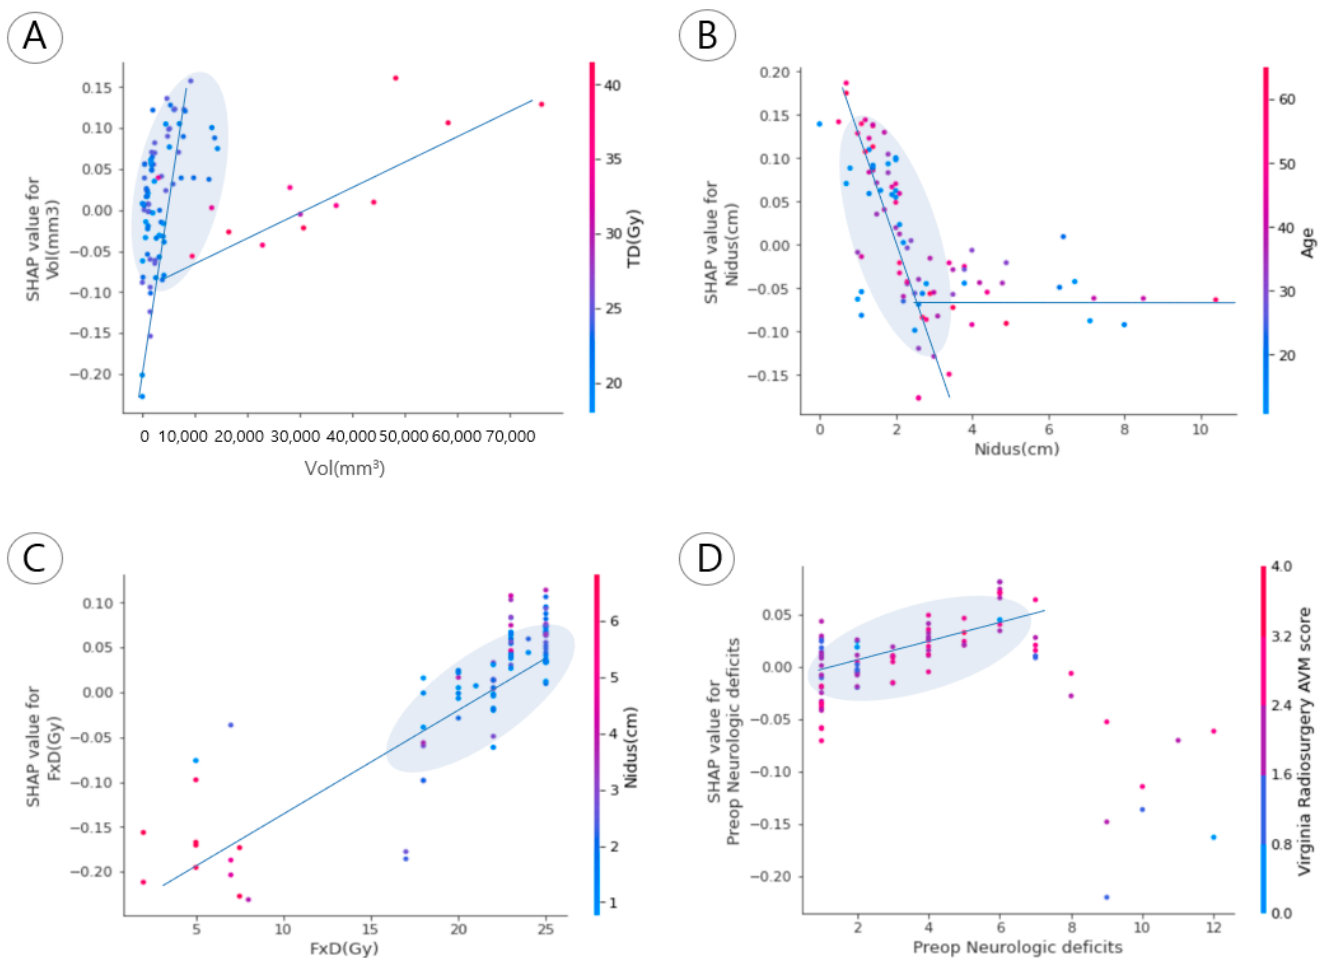 A
0.15
0.10
0.05
0.00
−0.05
−0.10
−0.15
−0.20
SHAP value for
Vol(mm3)
0 10,000 20,000 30,000 40,000 50,000 60,000 70,000
Vol(mm³)
40
35
30
25
20
TD(Gy)
B
0.20
0.15
0.10
0.05
0.00
−0.05
−0.10
−0.15
SHAP value for
Nidus(cm)
0 2 4 6 8 10
Nidus(cm)
60
50
40
30
20
Age
C
0.10
0.05
0.00
−0.05
−0.10
−0.15
−0.20
SHAP value for
FxD(Gy)
5 10 15 20 25
FxD(Gy)
6
5
4
3
2
1
Nidus(cm)
D
0.05
0.00
−0.05
−0.10
−0.15
−0.20
SHAP value for
Preop Neurologic deficits
2 4 6 8 10 12
Preop Neurologic deficits
4.0
3.2
2.4
1.6
0.8
0.0
Virginia Radiosurgery AVM score